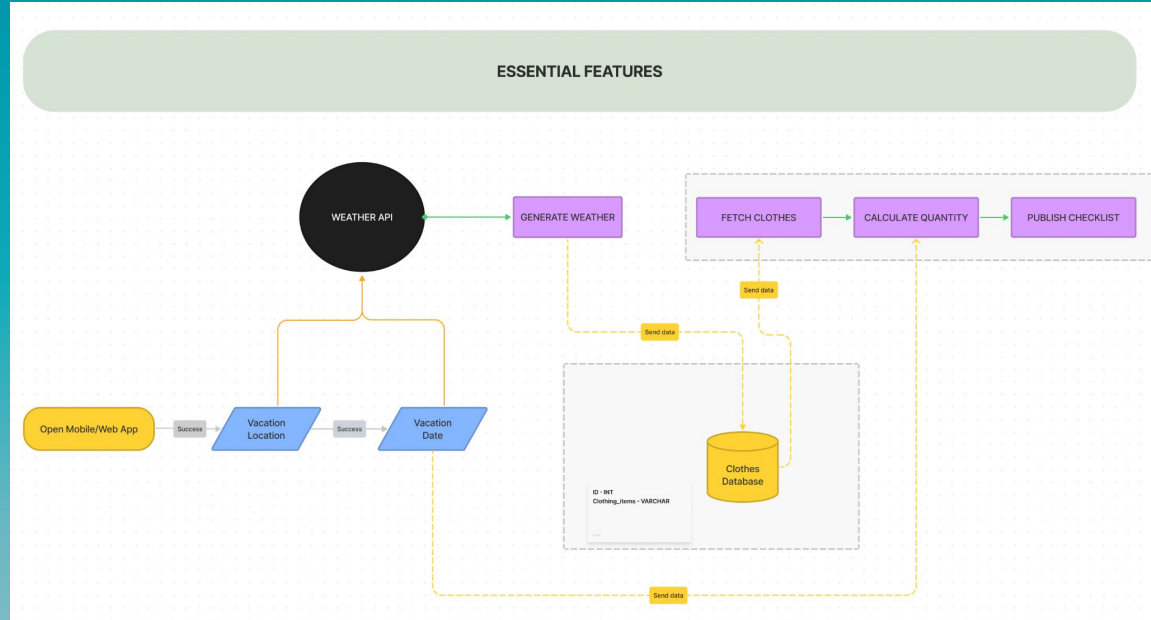 ESSENTIAL FEATURES
WEATHER API
GENERATE WEATHER
FETCH CLOTHES
CALCULATE QUANTITY
PUBLISH CHECKLIST
Send data
Send data
Open Mobile/Web App
Success
Vacation
Location
Success
Vacation
Date
Clothes
Database
ID - INT
Clothing_items - VARCHAR
Send data